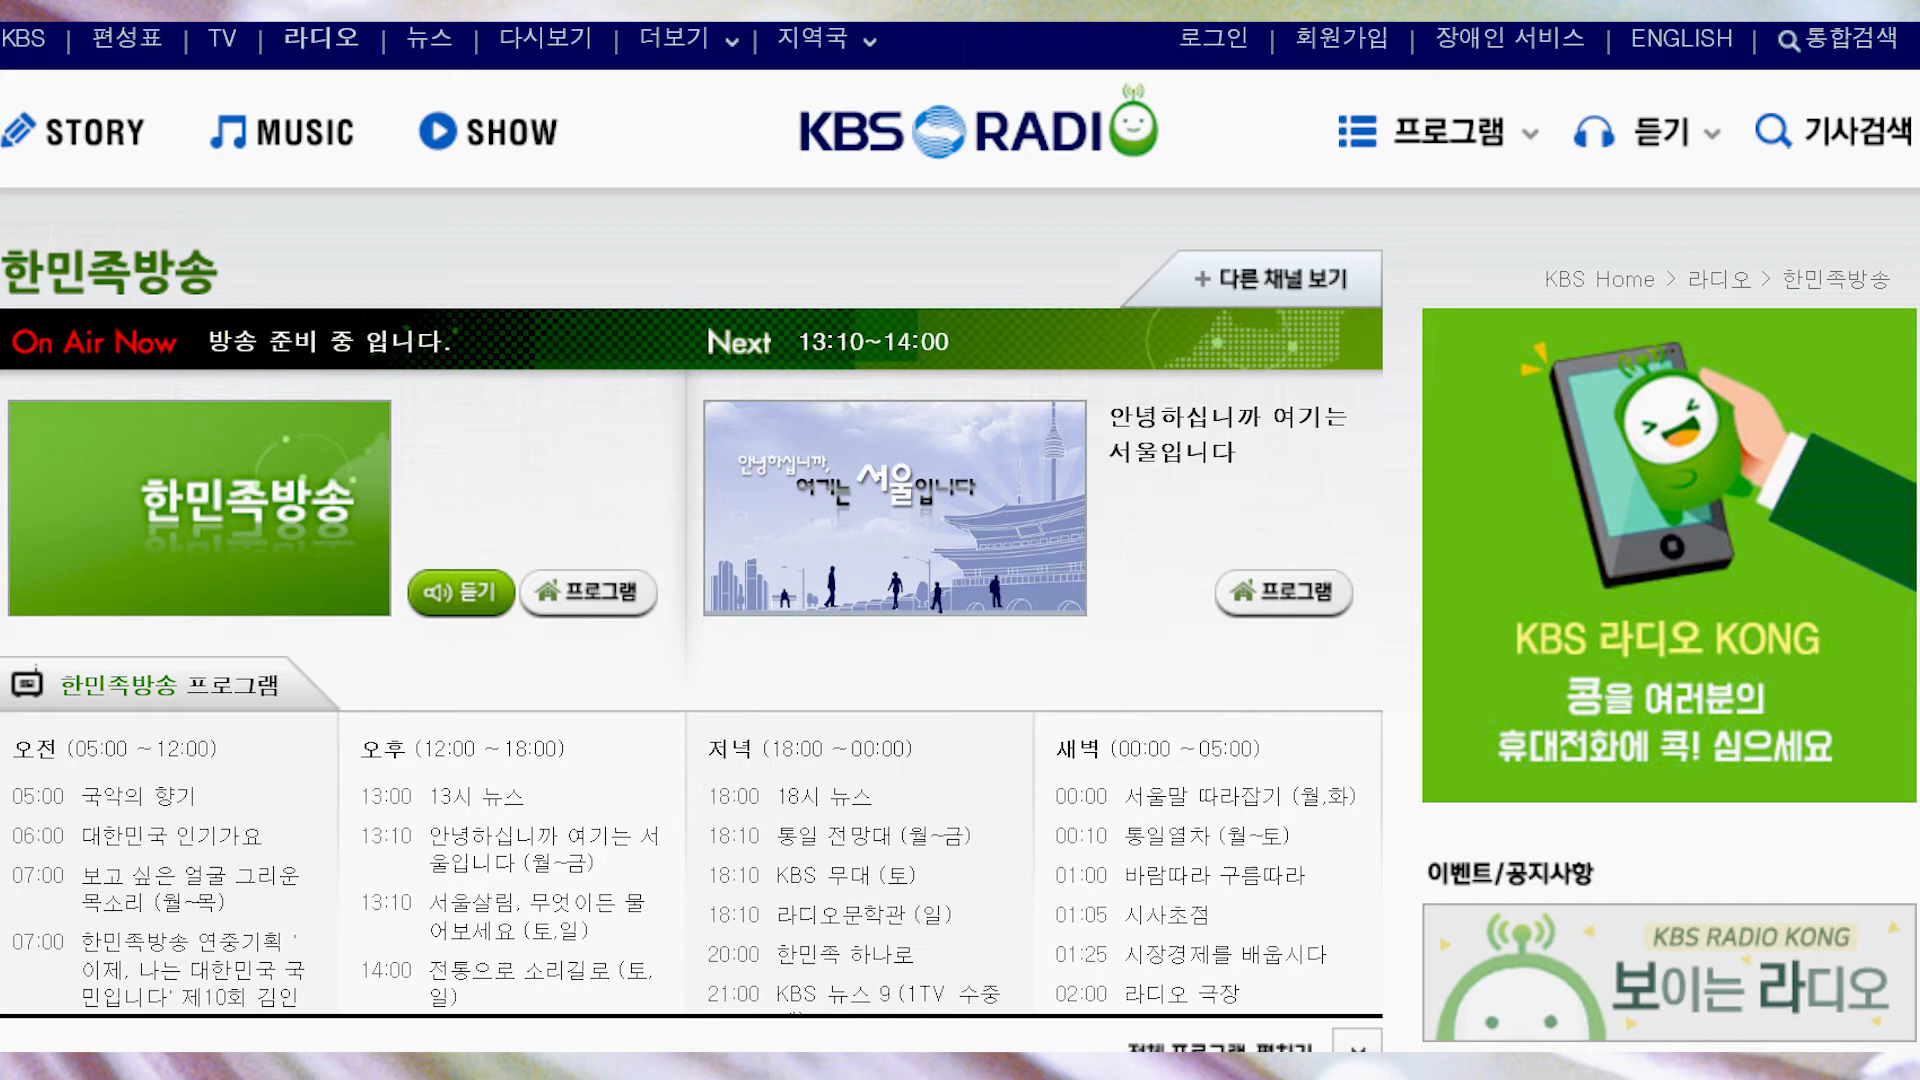 KBS | 편성표 | TV | 라디오 | 뉴스 | 다시보기 | 더보기 | 지역국
로그인 | 회원가입 | 장애인 서비스 | ENGLISH | 통합검색
STORY MUSIC SHOW
KBS RADIO
프로그램 듣기 기사검색
한민족방송
+ 다른 채널 보기
KBS Home > 라디오 > 한민족방송
On Air Now 방송 준비 중 입니다.
Next 13:10~14:00
한민족방송
듣기 프로그램
안녕하십니까,
여기는 서울입니다
안녕하십니까 여기는
서울입니다
프로그램
KBS 라디오 KONG
콩을 여러분의
휴대전화에 콕! 심으세요
한민족방송 프로그램
오전 (05:00 ~ 12:00)
05:00 국악의 향기
06:00 대한민국 인기가요
07:00 보고 싶은 얼굴 그리운
목소리 (월~목)
07:00 한민족방송 연중기획 '
이제, 나는 대한민국 국
민입니다' 제10회 김인
오후 (12:00 ~ 18:00)
13:00 13시 뉴스
13:10 안녕하십니까 여기는 서
울입니다 (월~금)
13:10 서울살림, 무엇이든 물
어보세요 (토,일)
14:00 전통으로 소리길로 (토,
일)
저녁 (18:00 ~00:00)
18:00 18시 뉴스
18:10 통일 전망대 (월~금)
18:10 KBS 무대 (토)
18:10 라디오문학관 (일)
20:00 한민족 하나로
21:00 KBS 뉴스 9 (1TV 수중
새벽 (00:00 ~05:00)
00:00 서울말 따라잡기 (월,화)
00:10 통일열차 (월~토)
01:00 바람따라 구름따라
01:05 시사초점
01:25 시장경제를 배웁시다
02:00 라디오 극장
전체 프로그램 펼치기
이벤트/공지사항
KBS RADIO KONG
보이는 라디오